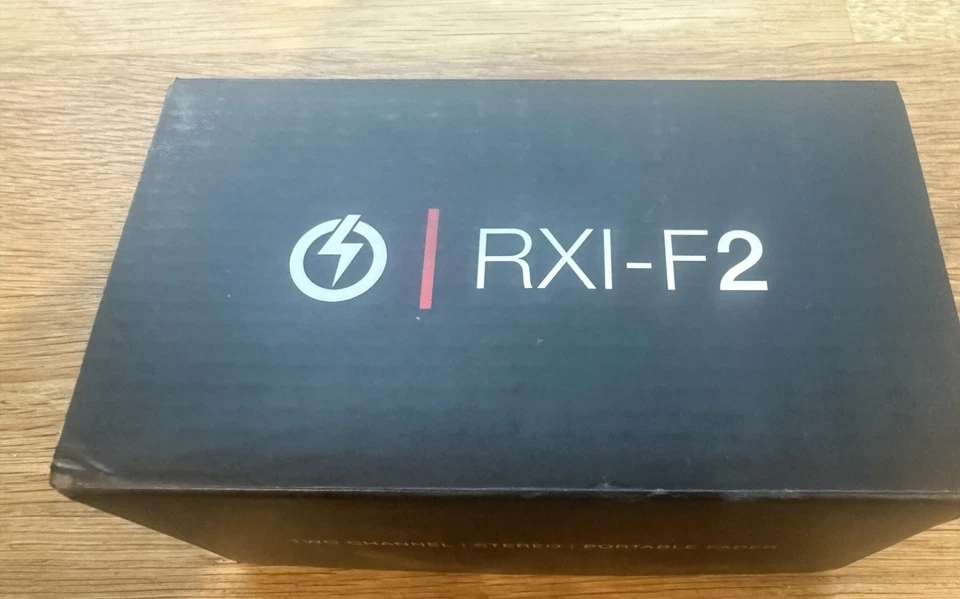 RXI-F2
TWO CHANNEL | STEREO | PORTABLE FADER